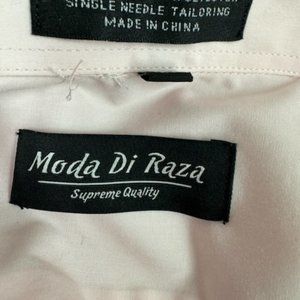 SINGLE NEEDLE TAILORING
MADE IN CHINA
Moda Di Raza
Supreme Quality